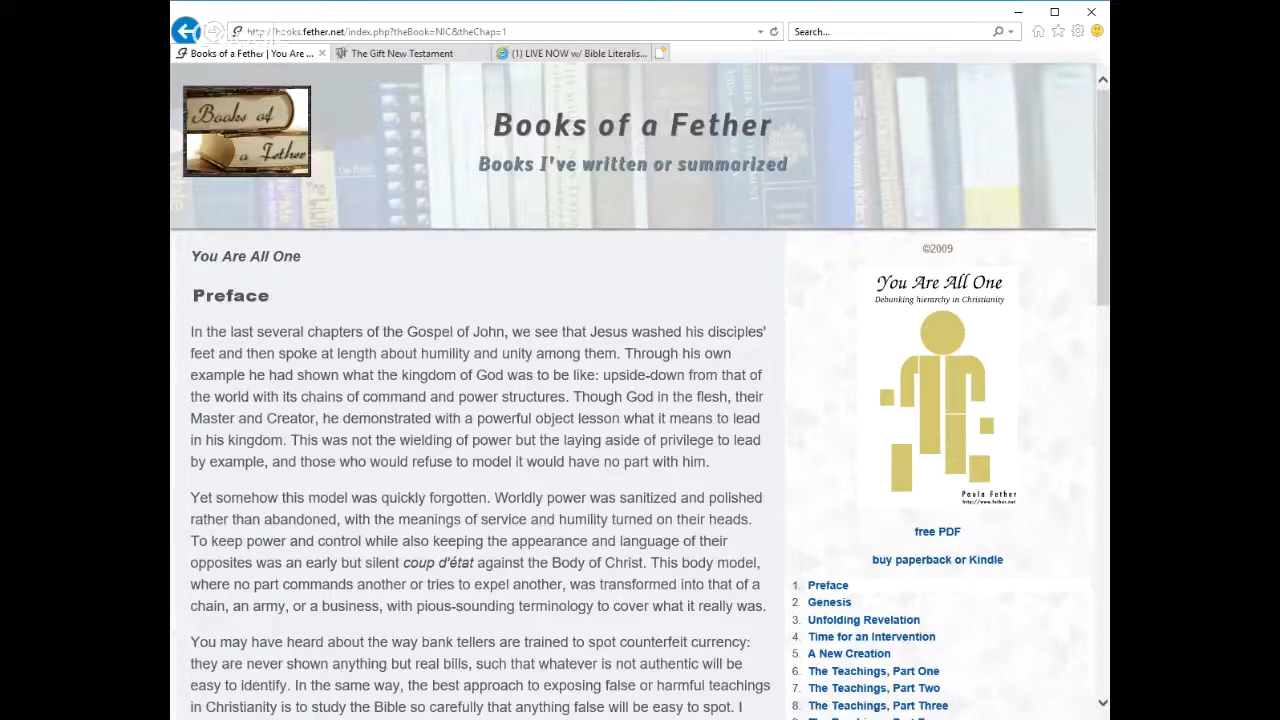 http://books.fether.net/index.php?theBook=NIC&theChap=1
Search...
Books of a Fether | You Are ...
The Gift New Testament
(1) LIVE NOW w/ Bible Literalis...
Books of
a Fether
Books of a Fether
Books I've written or summarized
You Are All One
Preface
In the last several chapters of the Gospel of John, we see that Jesus washed his disciples'
feet and then spoke at length about humility and unity among them. Through his own
example he had shown what the kingdom of God was to be like: upside-down from that of
the world with its chains of command and power structures. Though God in the flesh, their
Master and Creator, he demonstrated with a powerful object lesson what it means to lead
in his kingdom. This was not the wielding of power but the laying aside of privilege to lead
by example, and those who would refuse to model it would have no part with him.
Yet somehow this model was quickly forgotten. Worldly power was sanitized and polished
rather than abandoned, with the meanings of service and humility turned on their heads.
To keep power and control while also keeping the appearance and language of their
opposites was an early but silent coup d'état against the Body of Christ. This body model,
where no part commands another or tries to expel another, was transformed into that of a
chain, an army, or a business, with pious-sounding terminology to cover what it really was.
You may have heard about the way bank tellers are trained to spot counterfeit currency:
they are never shown anything but real bills, such that whatever is not authentic will be
easy to identify. In the same way, the best approach to exposing false or harmful teachings
in Christianity is to study the Bible so carefully that anything false will be easy to spot. I
©2009
You Are All One
Debunking hierarchy in Christianity
Paula Fether
http://www.fether.net
free PDF
buy paperback or Kindle
1. Preface
2. Genesis
3. Unfolding Revelation
4. Time for an Intervention
5. A New Creation
6. The Teachings, Part One
7. The Teachings, Part Two
8. The Teachings, Part Three